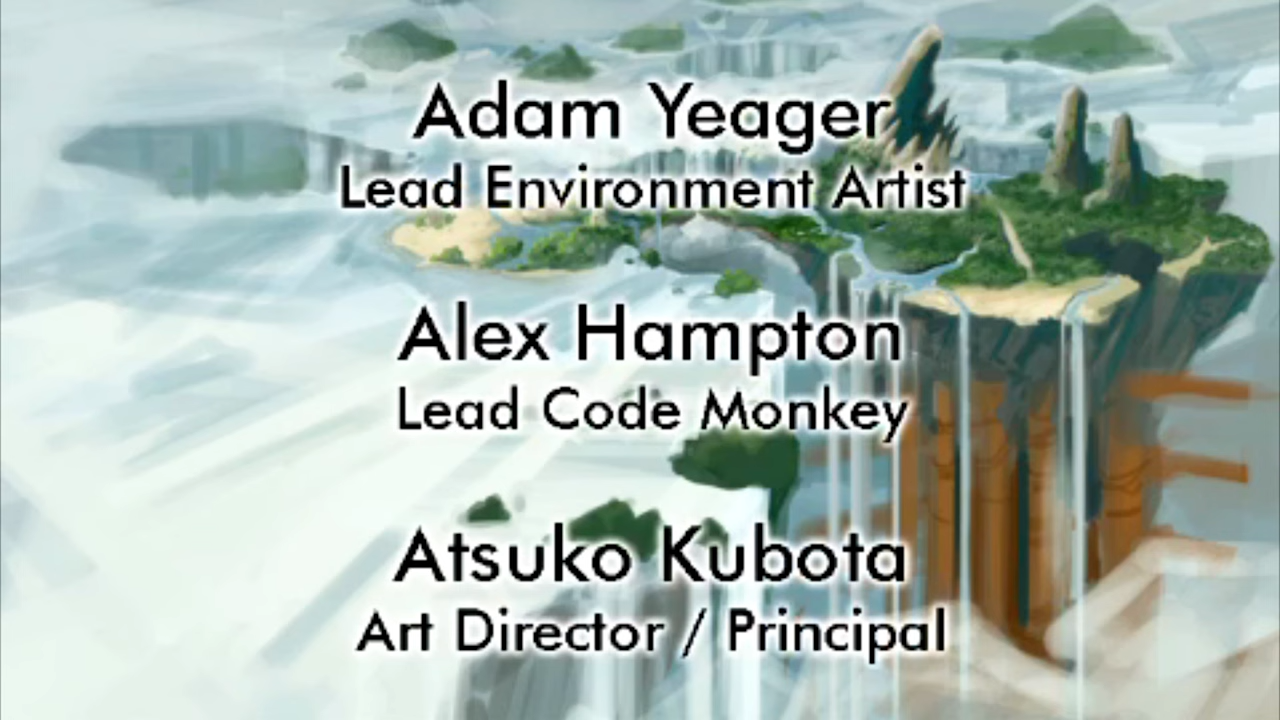 Adam Yeager
Lead Environment Artist
Alex Hampton
Lead Code Monkey
Atsuko Kubota
Art Director / Principal